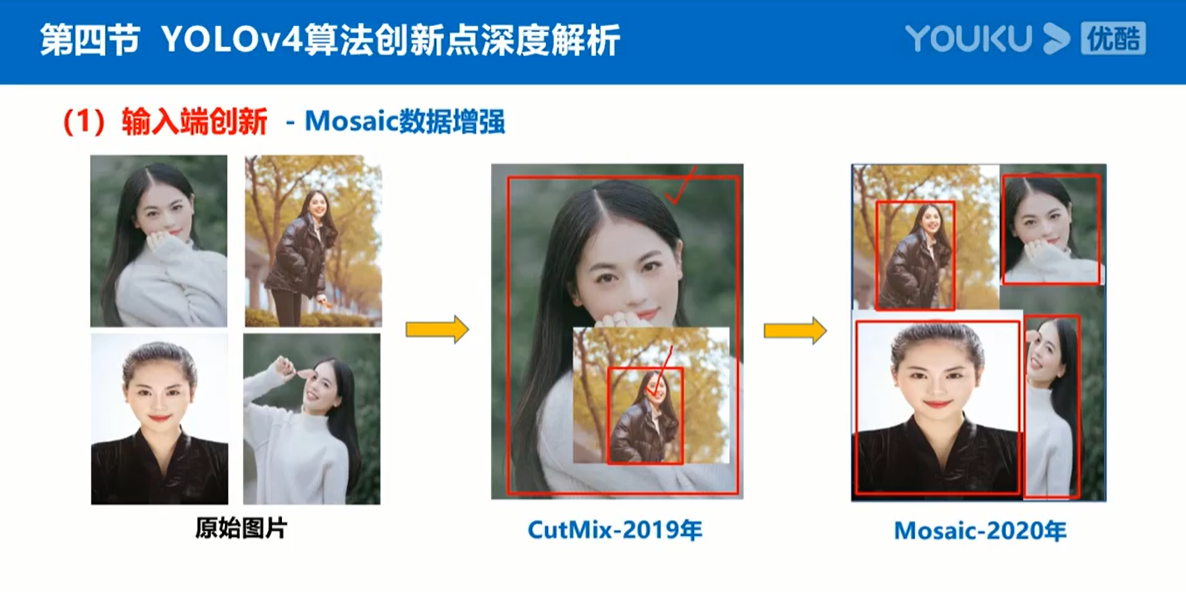 第四节 YOLOv4算法创新点深度解析
YOUKU 优酷
（1）输入端创新 - Mosaic数据增强
原始图片
CutMix-2019年
Mosaic-2020年